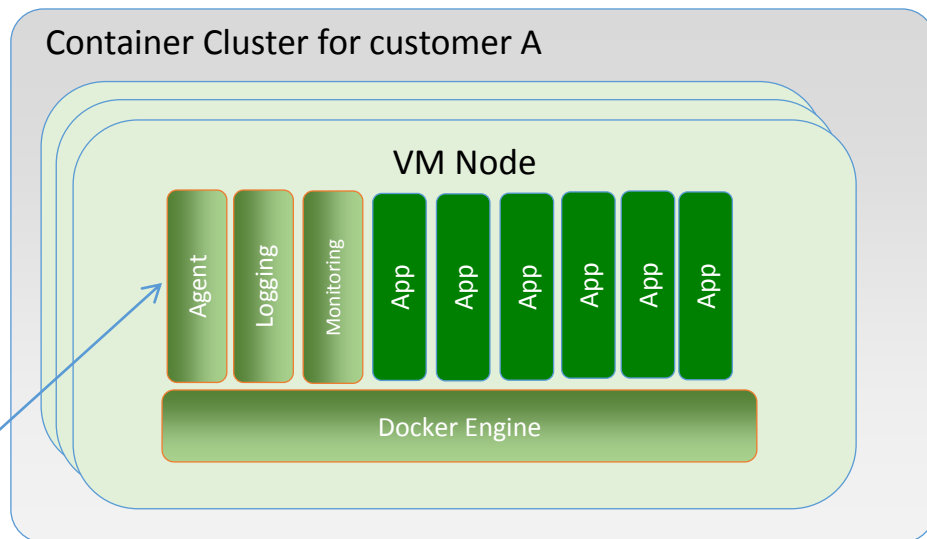 Container Cluster for customer A
VM Node
Agent
Logging
Monitoring
App
App
App
App
App
App
Docker Engine